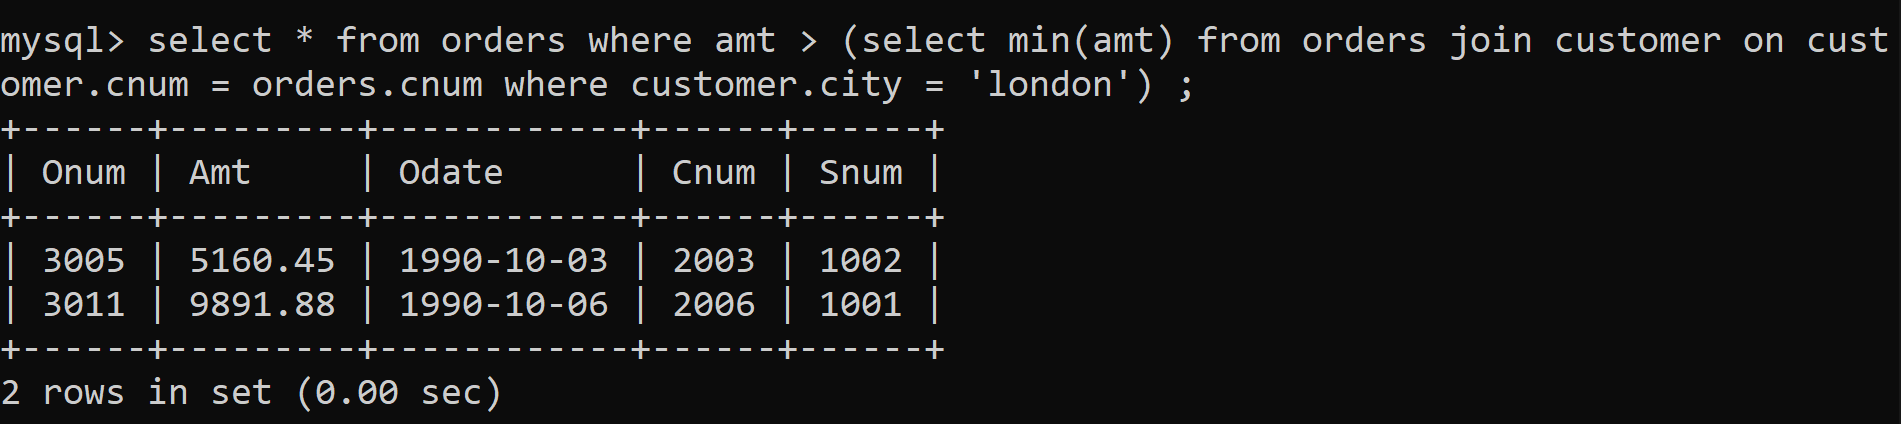 mysql> select * from orders where amt > (select min(amt) from orders join customer on cust
omer.cnum = orders.cnum where customer.city = 'london') ;
+------+---------+------------+------+------+
| Onum | Amt     | Odate      | Cnum | Snum |
+------+---------+------------+------+------+
| 3005 | 5160.45 | 1990-10-03 | 2003 | 1002 |
| 3011 | 9891.88 | 1990-10-06 | 2006 | 1001 |
+------+---------+------------+------+------+
2 rows in set (0.00 sec)